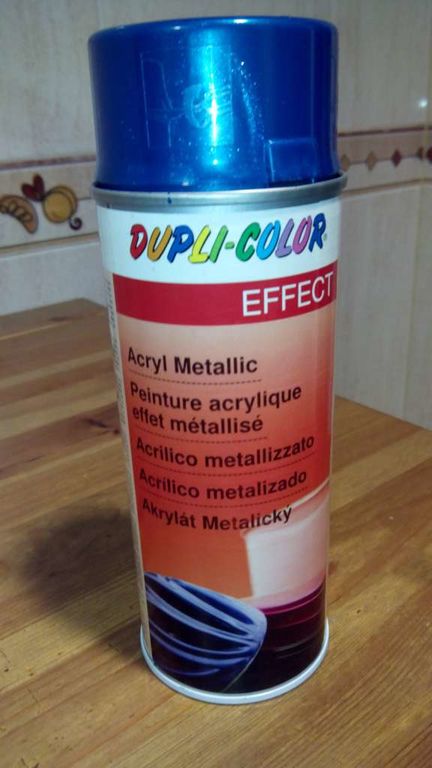 DUPLI-COLOR
EFFECT
Acryl Metallic
Peinture acrylique
effet métallisé
Acrilico metallizzato
Acrílico metalizado
Akrylát Metalický